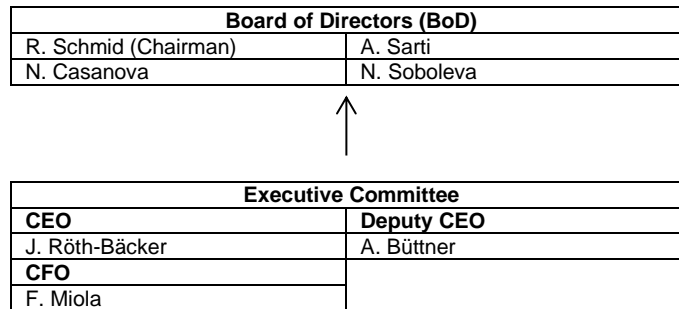 Board of Directors (BoD)
R. Schmid (Chairman) A. Sarti
N. Casanova N. Soboleva
Executive Committee
CEO Deputy CEO
J. Röth-Bäcker A. Büttner
CFO
F. Miola